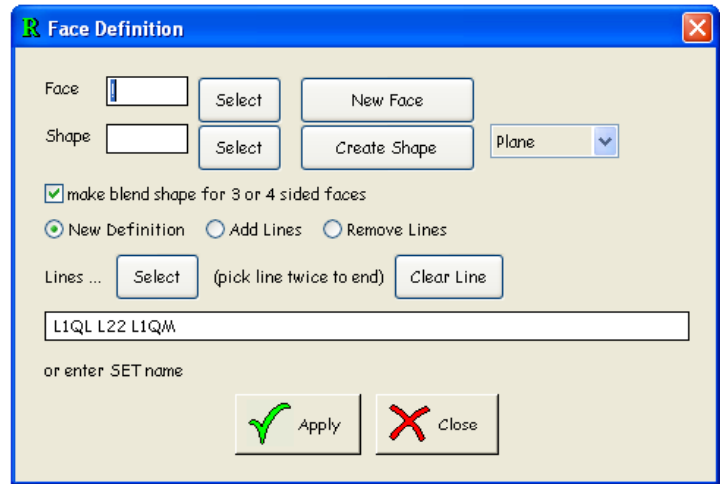 R Face Definition
Face Select New Face
Shape Select Create Shape Plane
make blend shape for 3 or 4 sided faces
New Definition Add Lines Remove Lines
Lines ... Select (pick line twice to end) Clear Line
L1QL L22 L1QM
or enter SET name
Apply Close